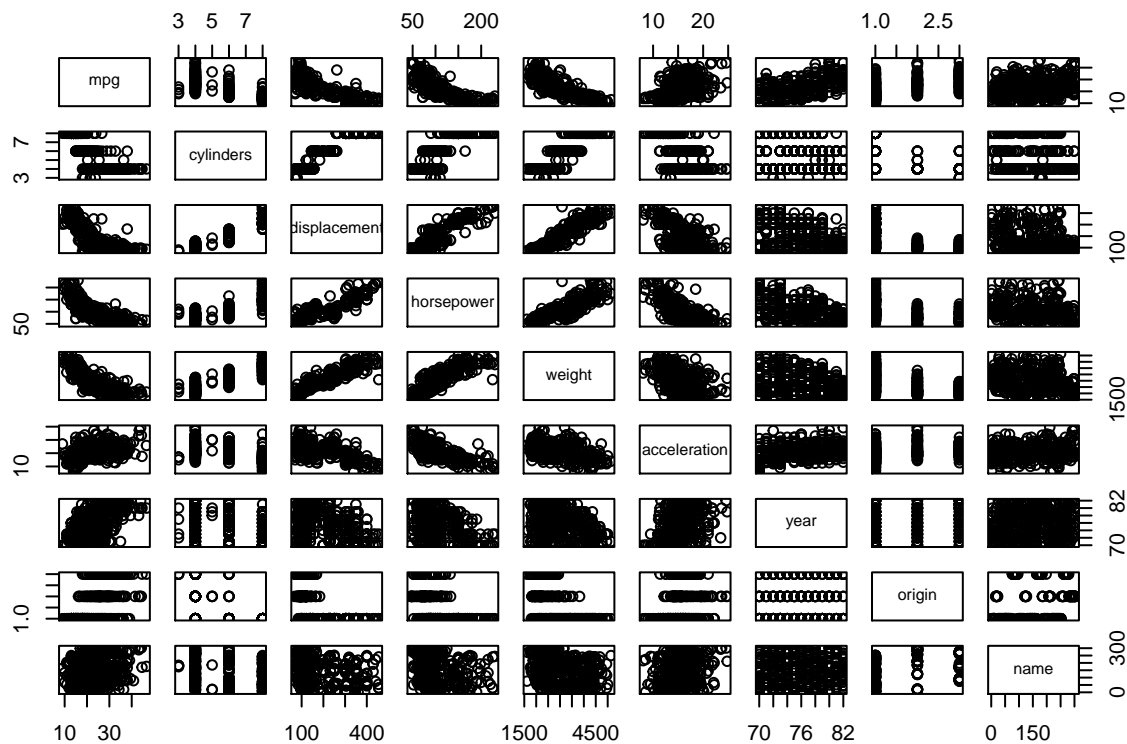 3 5 7
50 200
10 20
1.0 2.5
mpg
10
3 7
cylinders
displacement
100
50
horsepower
weight
1500
10
acceleration
year
70 82
1.0
origin
name
0 300
10 30
100 400
1500 4500
70 76 82
0 150